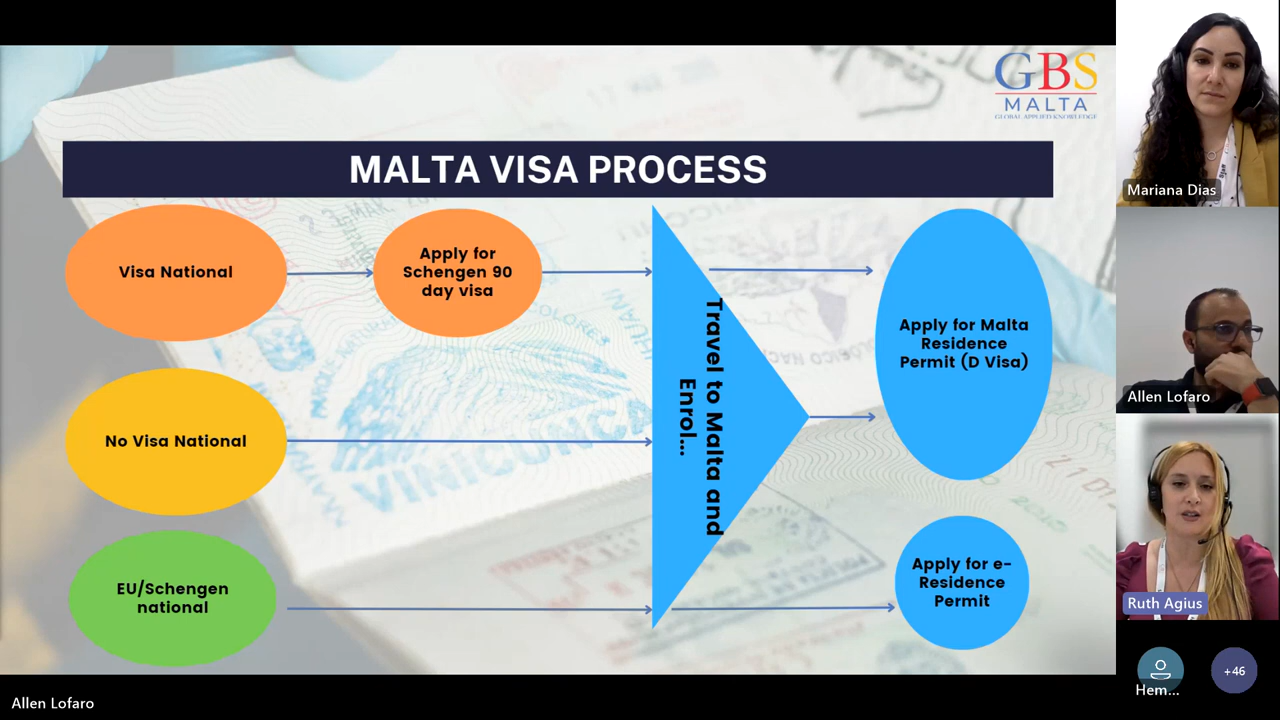 GBS
MALTA
GLOBAL APPLIED KNOWLEDGE
MALTA VISA PROCESS
Visa National
Apply for
Schengen 90
day visa
No Visa National
EU/Schengen
national
Travel to Malta and
Enrol...
Apply for Malta
Residence
Permit (D Visa)
Apply for e-
Residence
Permit
VINICUNCA
Mariana Dias
Allen Lofaro
Ruth Agius
Hem...
+46
Allen Lofaro